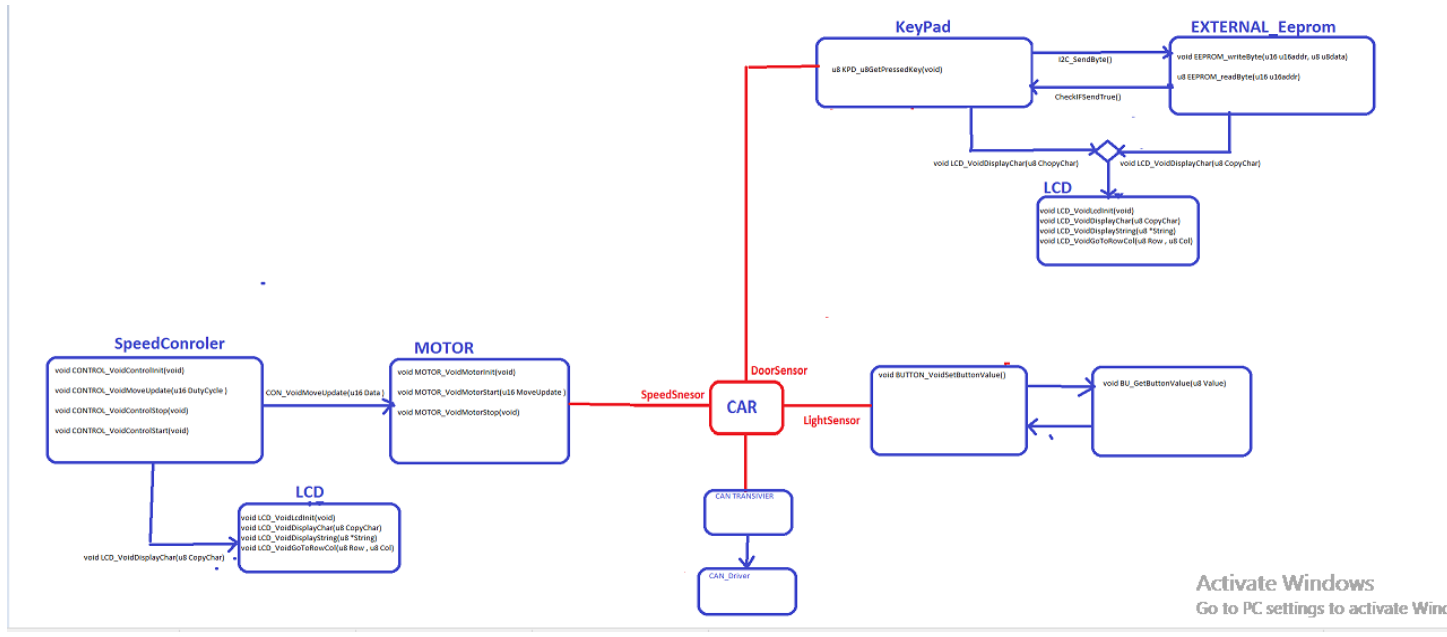 KeyPad
EXTERNAL_Eeprom
u8 KPD_u8GetPressedKey(void)
I2C_SendByte()
void EEPROM_writeByte(u16 u16addr, u8 u8data)
u8 EEPROM_readByte(u16 u16addr)
CheckIFSendTrue()
void LCD_VoidDisplayChar(u8 ChopyChar)
void LCD_VoidDisplayChar(u8 CopyChar)
LCD
void LCD_VoidLcdInit(void)
void LCD_VoidDisplayChar(u8 CopyChar)
void LCD_VoidDisplayString(u8 *String)
void LCD_VoidGoToRowCol(u8 Row , u8 Col)
SpeedConroler
void CONTROL_VoidControlInit(void)
void CONTROL_VoidMoveUpdate(u16 DutyCycle )
void CONTROL_VoidControlStop(void)
void CONTROL_VoidControlStart(void)
CON_VoidMoveUpdate(u16 Data )
MOTOR
void MOTOR_VoidMotorInit(void)
void MOTOR_VoidMotorStart(u16 MoveUpdate )
void MOTOR_VoidMotorStop(void)
SpeedSnesor
DoorSensor
CAR
LightSensor
void BUTTON_VoidSetButtonValue()
void BU_GetButtonValue(u8 Value)
LCD
void LCD_VoidLcdInit(void)
void LCD_VoidDisplayChar(u8 CopyChar)
void LCD_VoidDisplayString(u8 *String)
void LCD_VoidGoToRowCol(u8 Row , u8 Col)
void LCD_VoidDisplayChar(u8 CopyChar)
CAN TRANSIVIER
CAN_Driver
Activate Windows
Go to PC settings to activate Wind